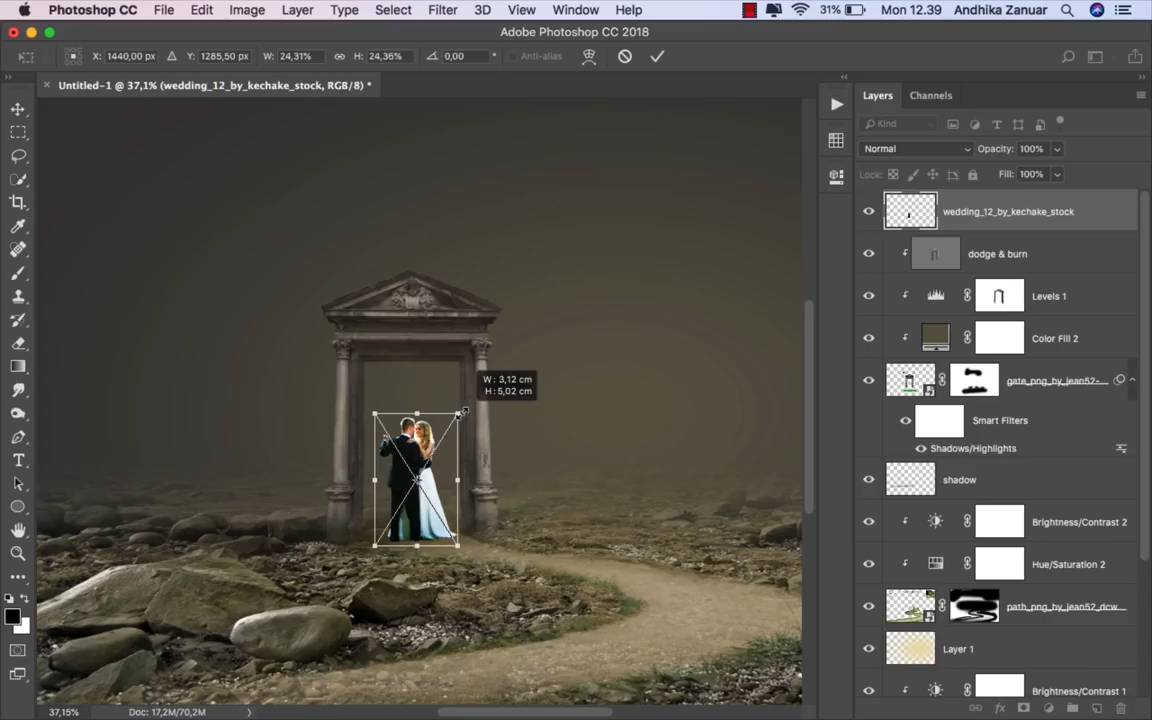 Photoshop CC File Edit Image Layer Type Select Filter 3D View Window Help 31% Mon 12.39 Andhika Zanuar
Adobe Photoshop CC 2018
X: 1440,00 px Y: 1285,50 px W: 24,31% H: 24,36% 0,00 ° Anti-alias
Untitled-1 @ 37,1% (wedding_12_by_kechake_stock, RGB/8) *
Layers Channels
Kind
Normal Opacity: 100%
Lock: Fill: 100%
wedding_12_by_kechake_stock
dodge & burn
Levels 1
Color Fill 2
W: 3,12 cm
H: 5,02 cm
gate_png_by_jean52-...
Smart Filters
Shadows/Highlights
shadow
Brightness/Contrast 2
Hue/Saturation 2
path_png_by_jean52_dcw...
Layer 1
Brightness/Contrast 1
37,15% Doc: 17,2M/70,2M